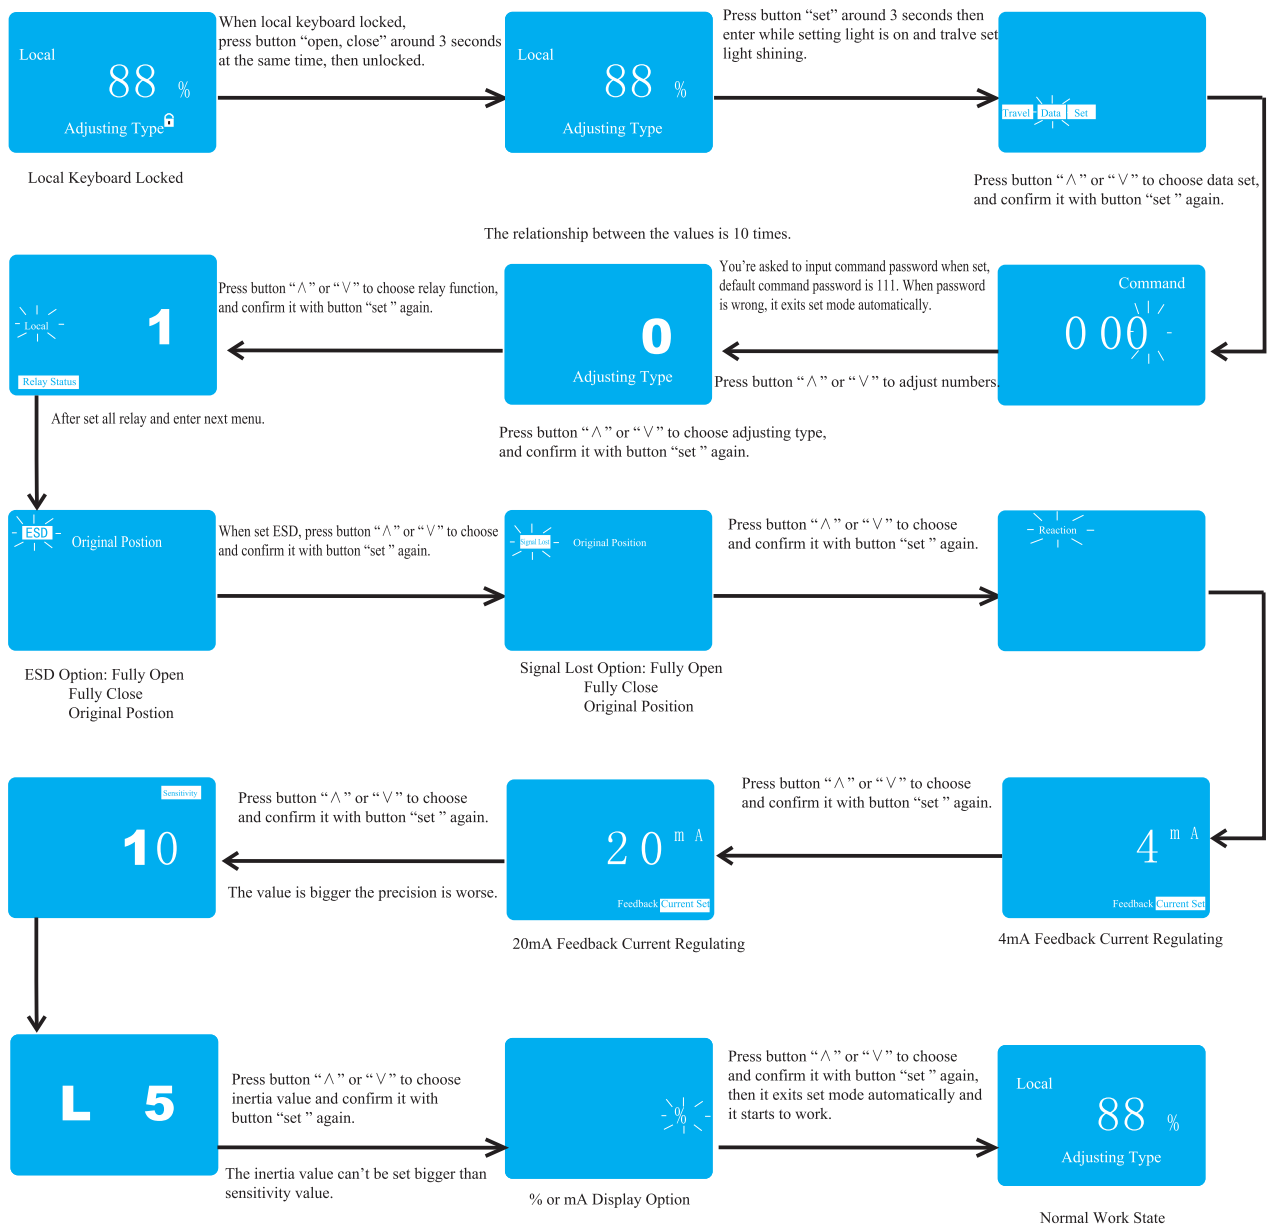 Local
88 %
Adjusting Type
Local Keyboard Locked
When local keyboard locked,
press button “open, close” around 3 seconds
at the same time, then unlocked.
Local
88 %
Adjusting Type
Press button “set” around 3 seconds then
enter while setting light is on and tralve set
light shining.
Travel Data Set
Press button “∧” or “∨” to choose data set,
and confirm it with button “set ” again.
Command
0 00
You’re asked to input command password when set,
default command password is 111. When password
is wrong, it exits set mode automatically.
Press button “∧” or “∨” to adjust numbers.
The relationship between the values is 10 times.
0
Adjusting Type
Press button “∧” or “∨” to choose adjusting type,
and confirm it with button “set ” again.
Press button “∧” or “∨” to choose relay function,
and confirm it with button “set ” again.
1
Local
Relay Status
After set all relay and enter next menu.
ESD
Original Postion
ESD Option: Fully Open
Fully Close
Original Postion
When set ESD, press button “∧” or “∨” to choose
and confirm it with button “set ” again.
Signal Lost
Original Position
Signal Lost Option: Fully Open
Fully Close
Original Position
Press button “∧” or “∨” to choose
and confirm it with button “set ” again.
Reaction
4 mA
Feedback Current Set
4mA Feedback Current Regulating
Press button “∧” or “∨” to choose
and confirm it with button “set ” again.
20 mA
Feedback Current Set
20mA Feedback Current Regulating
Press button “∧” or “∨” to choose
and confirm it with button “set ” again.
The value is bigger the precision is worse.
Sensitivity
10
L 5
Press button “∧” or “∨” to choose
inertia value and confirm it with
button “set ” again.
The inertia value can’t be set bigger than
sensitivity value.
%
% or mA Display Option
Press button “∧” or “∨” to choose
and confirm it with button “set ” again,
then it exits set mode automatically and
it starts to work.
Local
88 %
Adjusting Type
Normal Work State